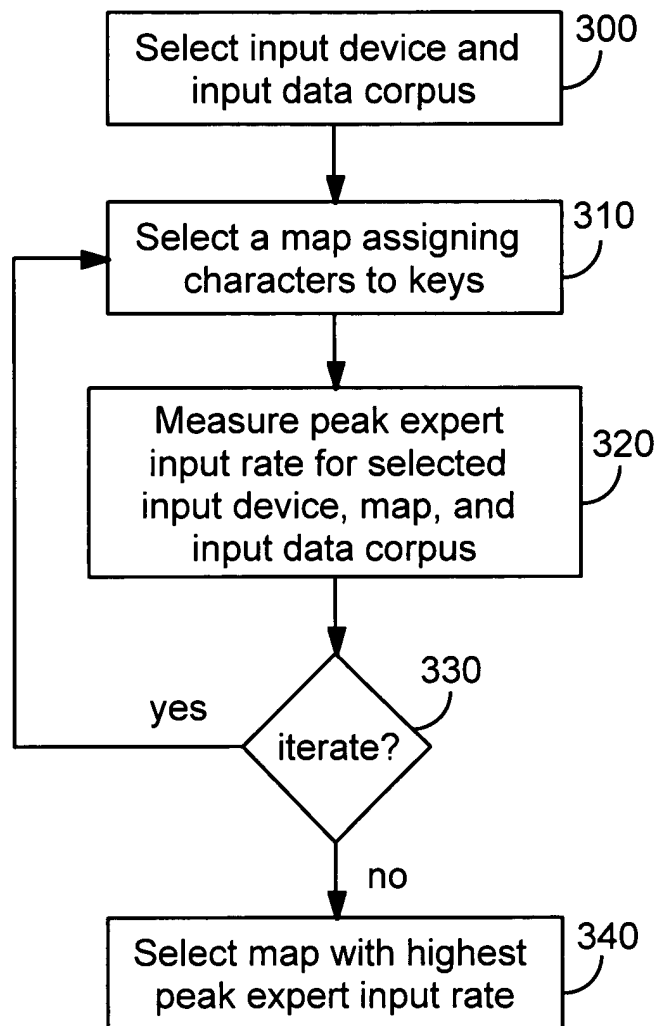 Select input device and
input data corpus
300
Select a map assigning
characters to keys
310
Measure peak expert
input rate for selected
input device, map, and
input data corpus
320
iterate?
330
yes
no
Select map with highest
peak expert input rate
340